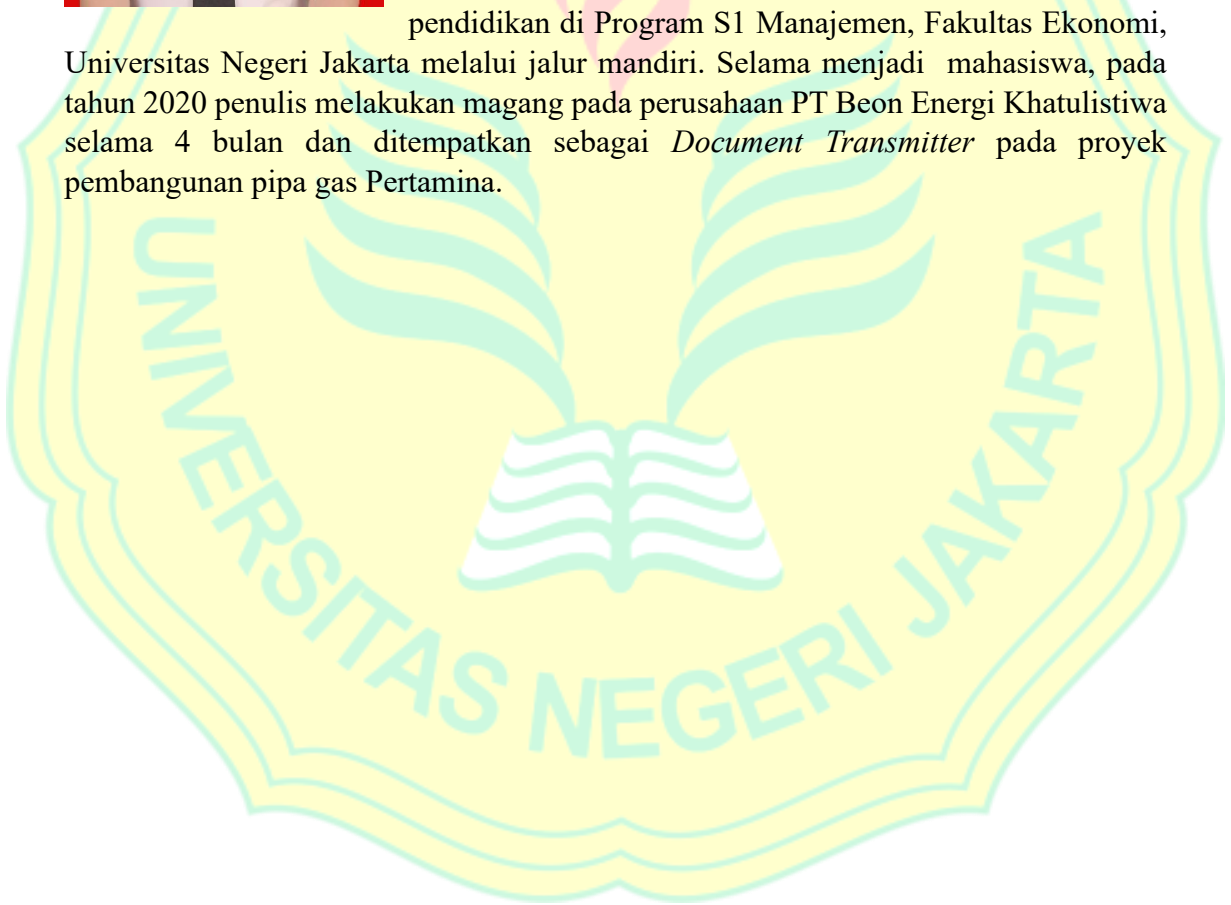 pendidikan di Program S1 Manajemen, Fakultas Ekonomi,
Universitas Negeri Jakarta melalui jalur mandiri. Selama menjadi mahasiswa, pada
tahun 2020 penulis melakukan magang pada perusahaan PT Beon Energi Khatulistiwa
selama 4 bulan dan ditempatkan sebagai Document Transmitter pada proyek
pembangunan pipa gas Pertamina.
UNIVERSITAS NEGERI JAKARTA